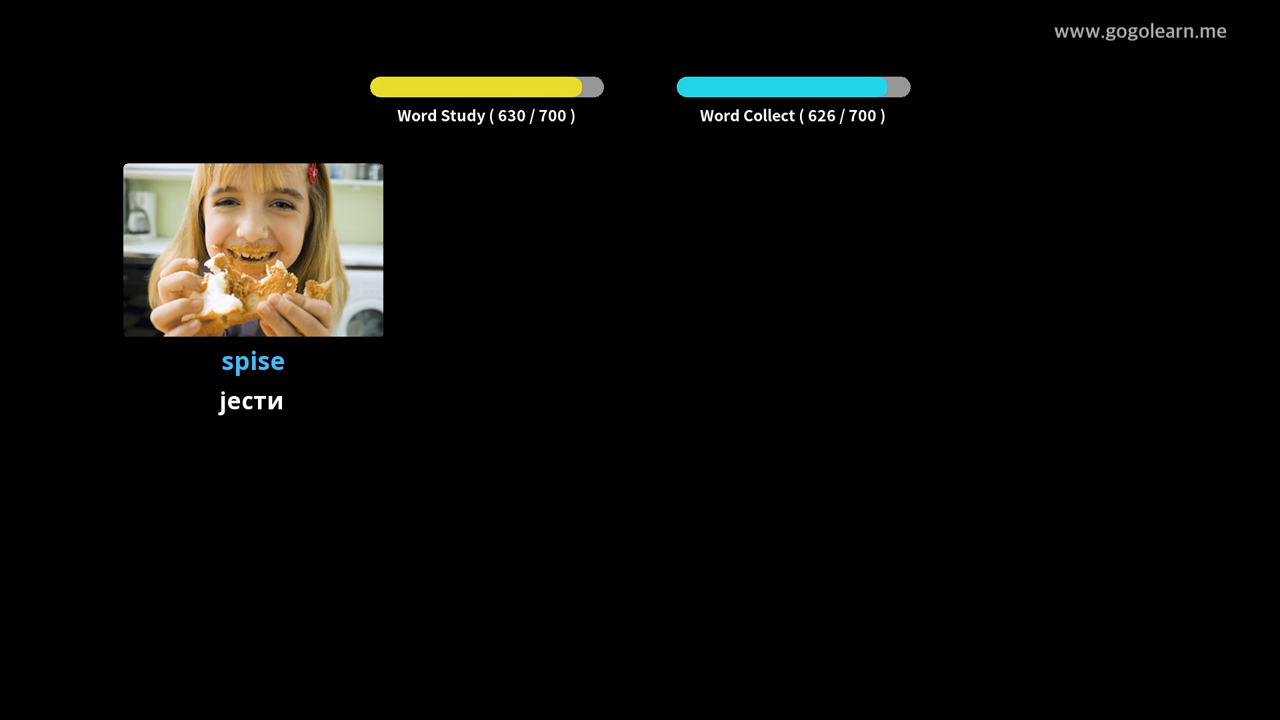 www.gogolearn.me
Word Study ( 630 / 700 )
Word Collect ( 626 / 700 )
spise
јести